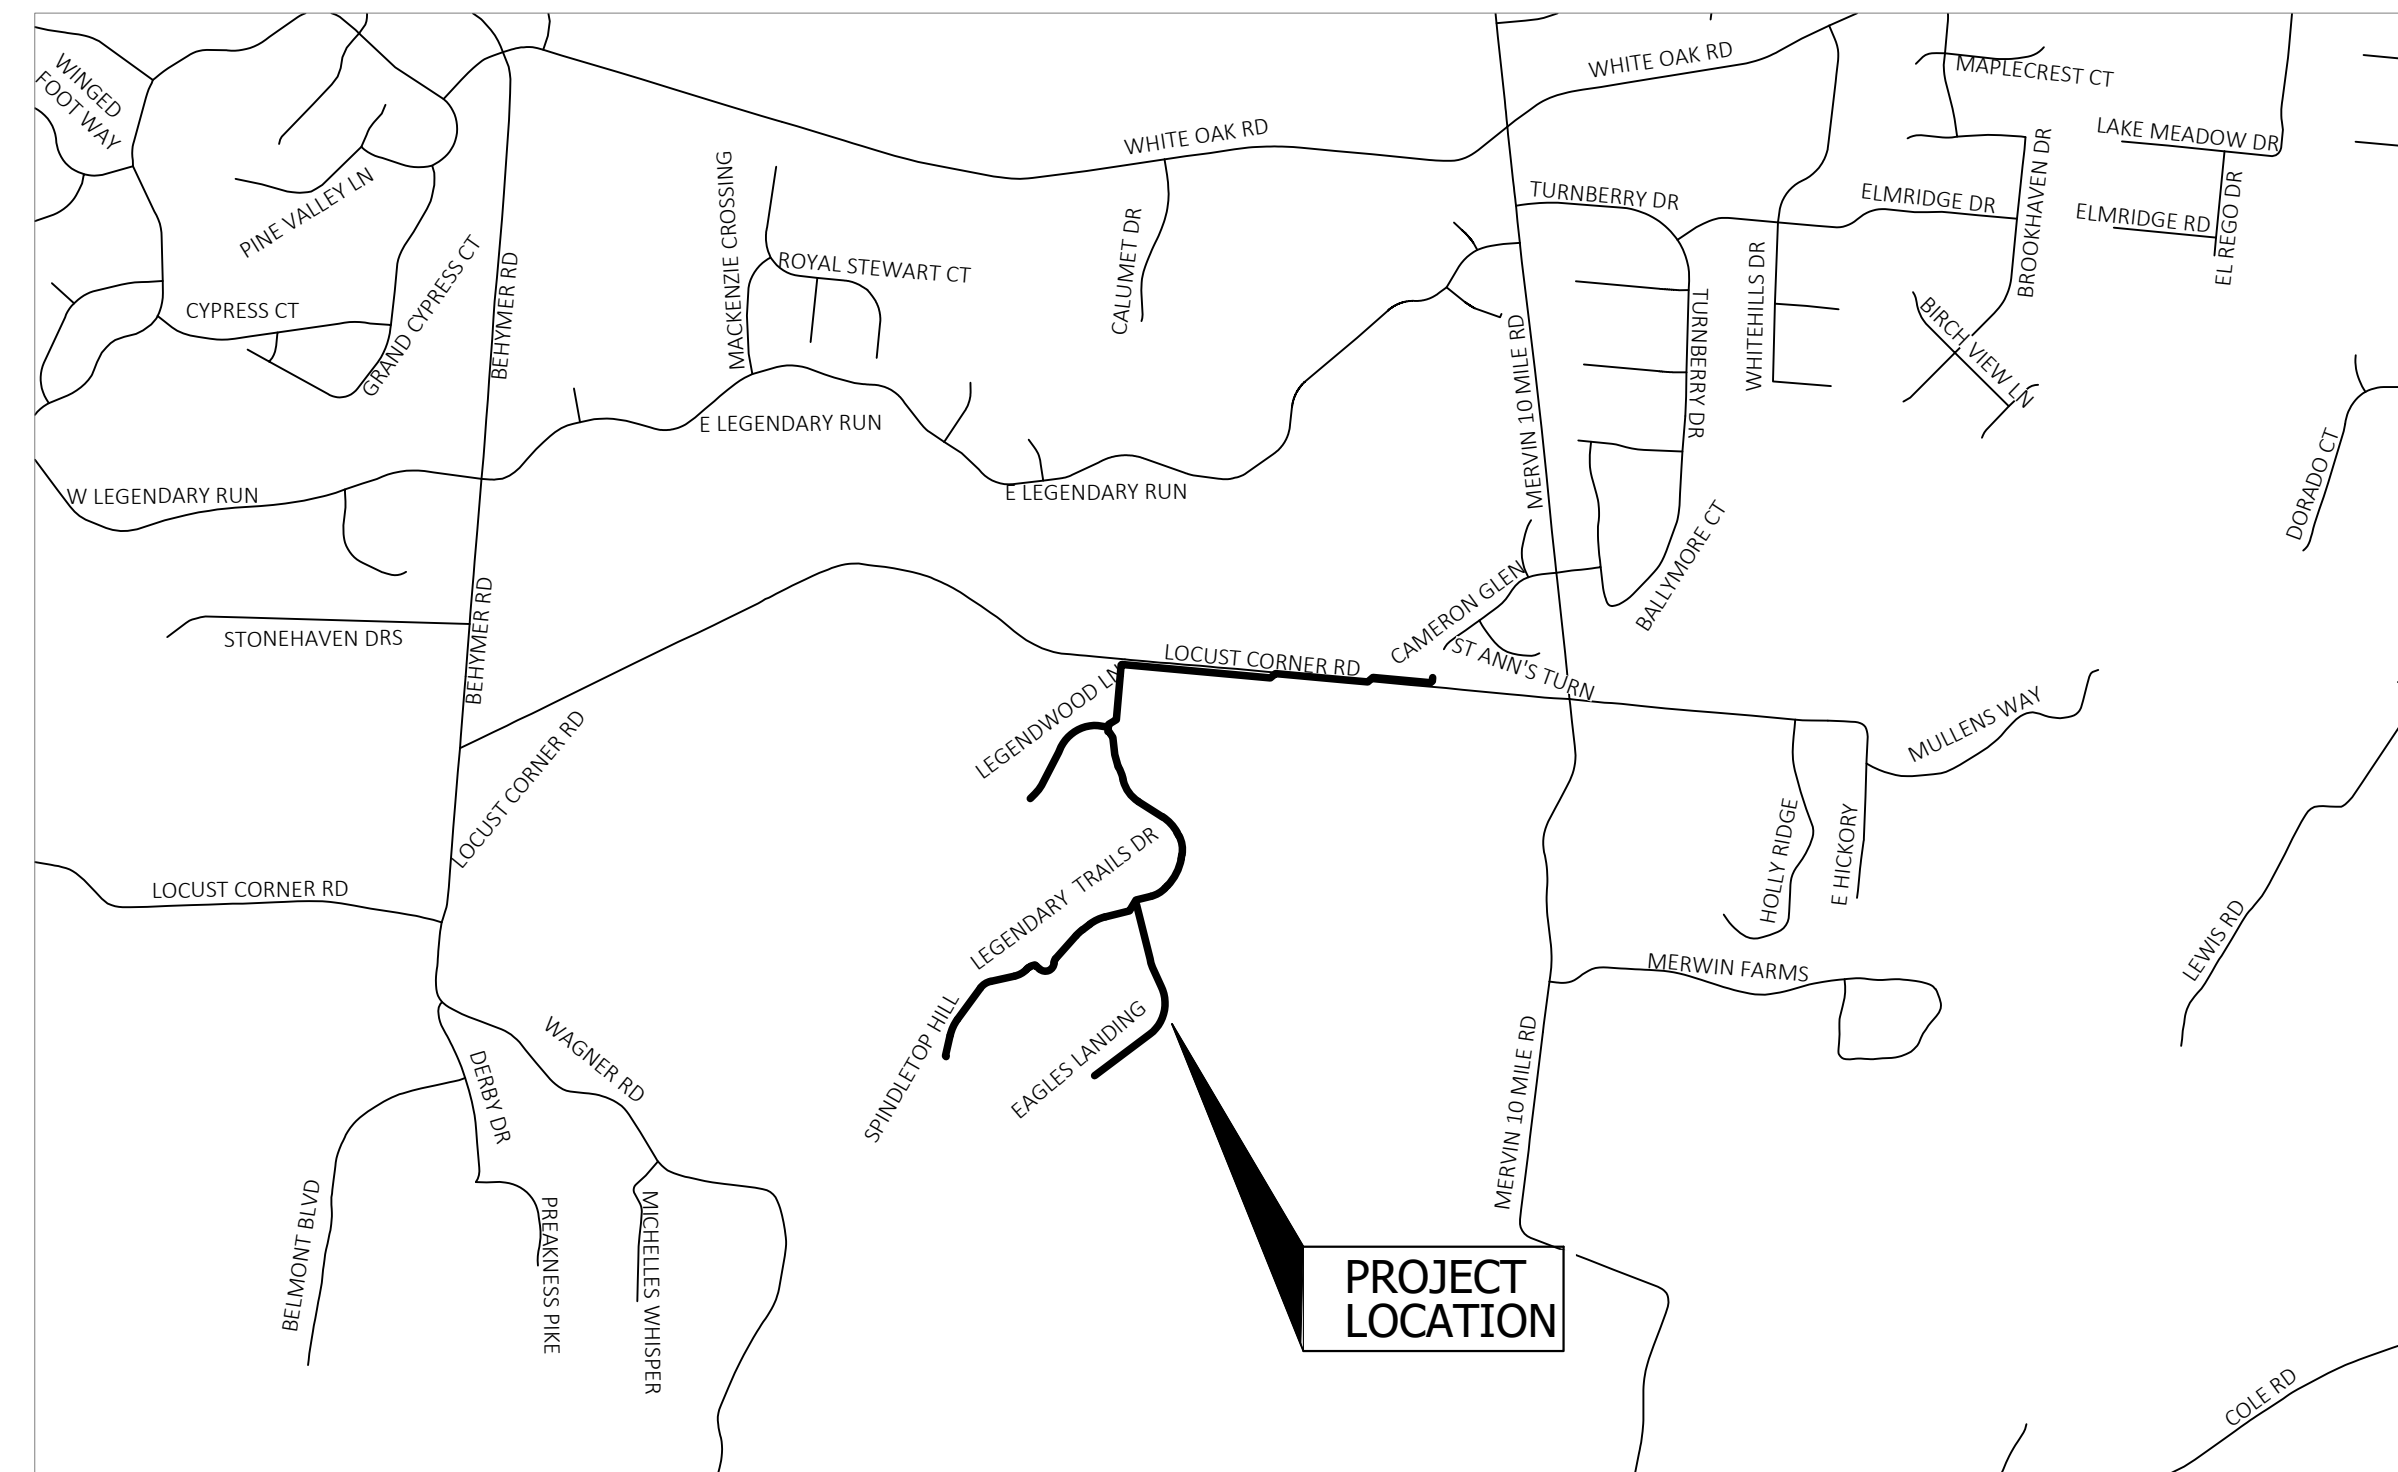 WINGED
FOOT WAY
WHITE OAK RD
MAPLECREST CT
WHITE OAK RD
LAKE MEADOW DR
PINE VALLEY LN
MACKENZIE CROSSING
ROYAL STEWART CT
CALUMET DR
TURNBERRY DR
ELMRIDGE DR
BROOKHAVEN DR
ELMRIDGE RD
EL REGO DR
CYPRESS CT
GRAND CYPRESS CT
BEHYMER RD
WHITEHILLS DR
TURNBERRY DR
BIRCH VIEW LN
MERVIN 10 MILE RD
E LEGENDARY RUN
W LEGENDARY RUN
E LEGENDARY RUN
DORADO CT
BALLYMORE CT
CAMERON GLEN
STONEHAVEN DRS
BEHYMER RD
LOCUST CORNER RD
ST ANN'S TURN
LEGENDWOOD LN
MULLENS WAY
LOCUST CORNER RD
LOCUST CORNER RD
LEGENDARY TRAILS DR
HOLLY RIDGE
E HICKORY
LEWIS RD
MERWIN FARMS
SPINDLETOP HILL
EAGLES LANDING
WAGNER RD
DERBY DR
MERVIN 10 MILE RD
BELMONT BLVD
PREAKNESS PIKE
MICHELLES WHISPER
PROJECT
LOCATION
COLE RD